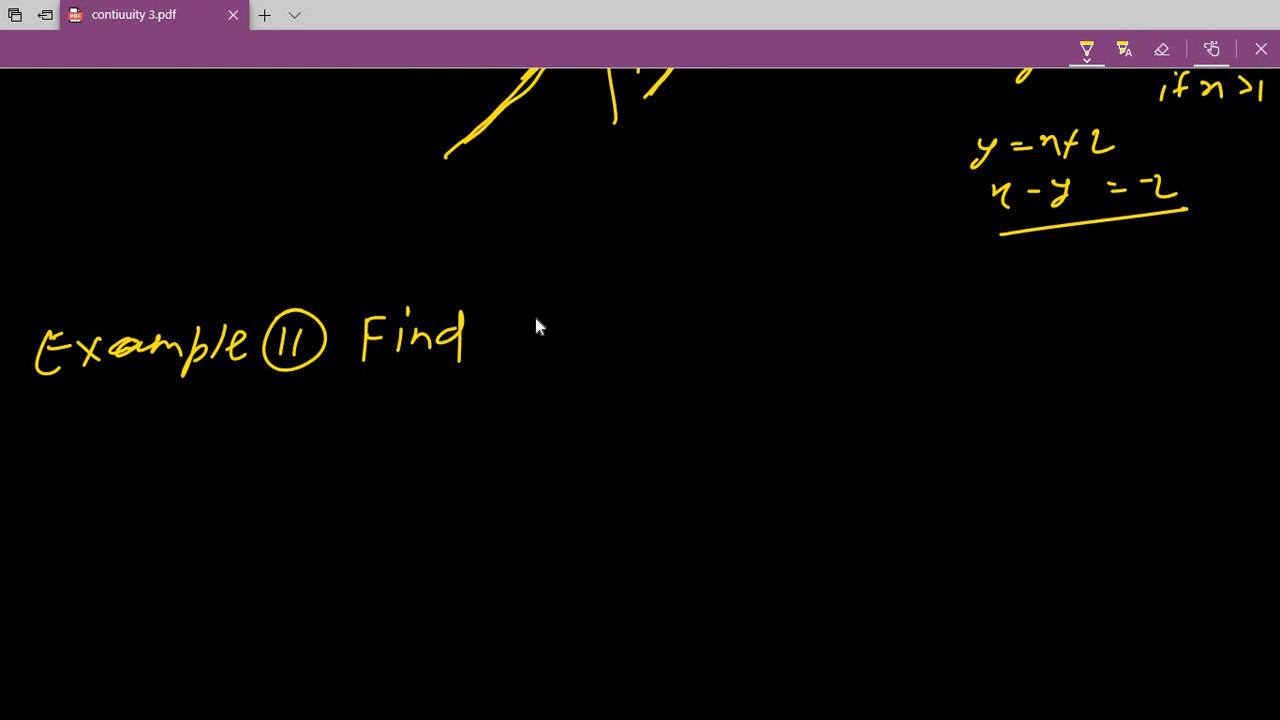 contiuuity 3.pdf
if x >1
y = x+2
x - y = -2
Example 11 Find